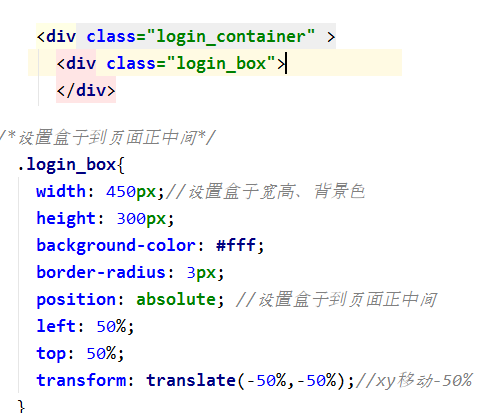 <div class="login_container" >
<div class="login_box">
</div>
/*设置盒子到页面正中间*/
.login_box{
width: 450px;//设置盒子宽高、背景色
height: 300px;
background-color: #fff;
border-radius: 3px;
position: absolute; //设置盒子到页面正中间
left: 50%;
top: 50%;
transform: translate(-50%,-50%);//xy移动-50%
}